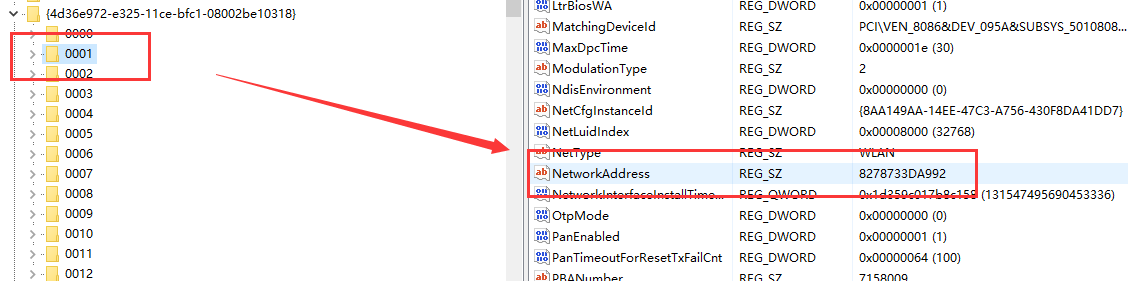 {4d36e972-e325-11ce-bfc1-08002be10318}
0000
0001
0002
0003
0004
0005
0006
0007
0008
0009
0010
0011
0012
LtrBiosWA REG_DWORD 0x00000001 (1)
MatchingDeviceId REG_SZ PCI\VEN_8086&DEV_095A&SUBSYS_5010808...
MaxDpcTime REG_DWORD 0x0000001e (30)
ModulationType REG_SZ 2
NdisEnvironment REG_DWORD 0x00000000 (0)
NetCfgInstanceId REG_SZ {8AA149AA-14EE-47C3-A756-430F8DA41DD7}
NetLuidIndex REG_DWORD 0x00008000 (32768)
NetType REG_SZ WLAN
NetworkAddress REG_SZ 8278733DA992
NetworkInterfaceInstallTime... REG_QWORD 0x1d359c017b8c158 (131547495690453336)
OtpMode REG_DWORD 0x00000000 (0)
PanEnabled REG_DWORD 0x00000001 (1)
PanTimeoutForResetTxFailCnt REG_DWORD 0x00000064 (100)
PBANumber REG_SZ 7158009